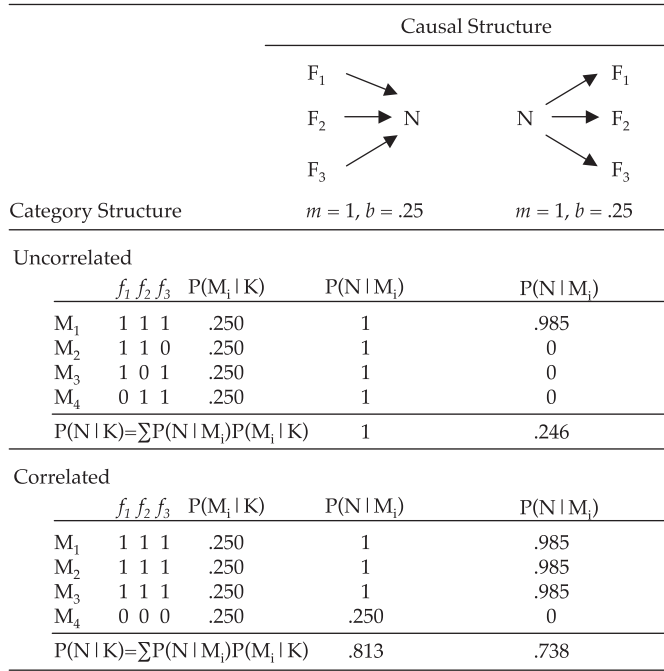 Causal Structure
F₁ F₁
F₂ N N F₂
F₃ F₃
Category Structure m = 1, b = .25 m = 1, b = .25
Uncorrelated
f₁ f₂ f₃ P(Mᵢ|K) P(N|Mᵢ) P(N|Mᵢ)
M₁ 1 1 1 .250 1 .985
M₂ 1 1 0 .250 1 0
M₃ 1 0 1 .250 1 0
M₄ 0 1 1 .250 1 0
P(N|K)=∑P(N|Mᵢ)P(Mᵢ|K) 1 .246
Correlated
f₁ f₂ f₃ P(Mᵢ|K) P(N|Mᵢ) P(N|Mᵢ)
M₁ 1 1 1 .250 1 .985
M₂ 1 1 1 .250 1 .985
M₃ 1 1 1 .250 1 .985
M₄ 0 0 0 .250 .250 0
P(N|K)=∑P(N|Mᵢ)P(Mᵢ|K) .813 .738